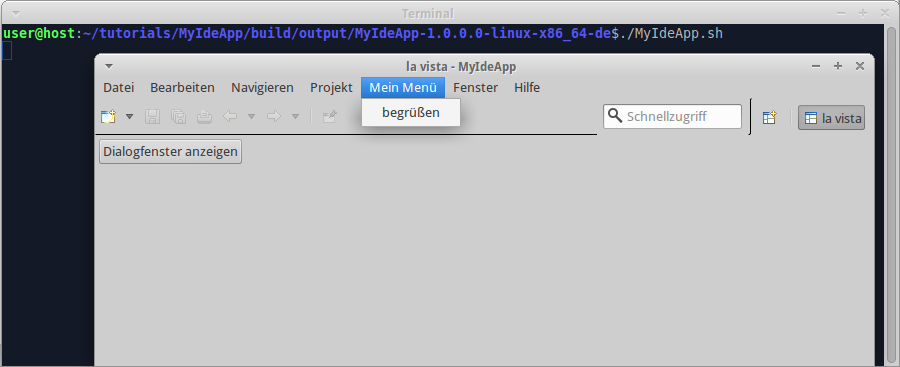 Terminal
user@host:~/tutorials/MyIdeApp/build/output/MyIdeApp-1.0.0.0-linux-x86_64-de$./MyIdeApp.sh
la vista - MyIdeApp
Datei Bearbeiten Navigieren Projekt Mein Menü Fenster Hilfe
begrüßen
Schnellzugriff
la vista
Dialogfenster anzeigen